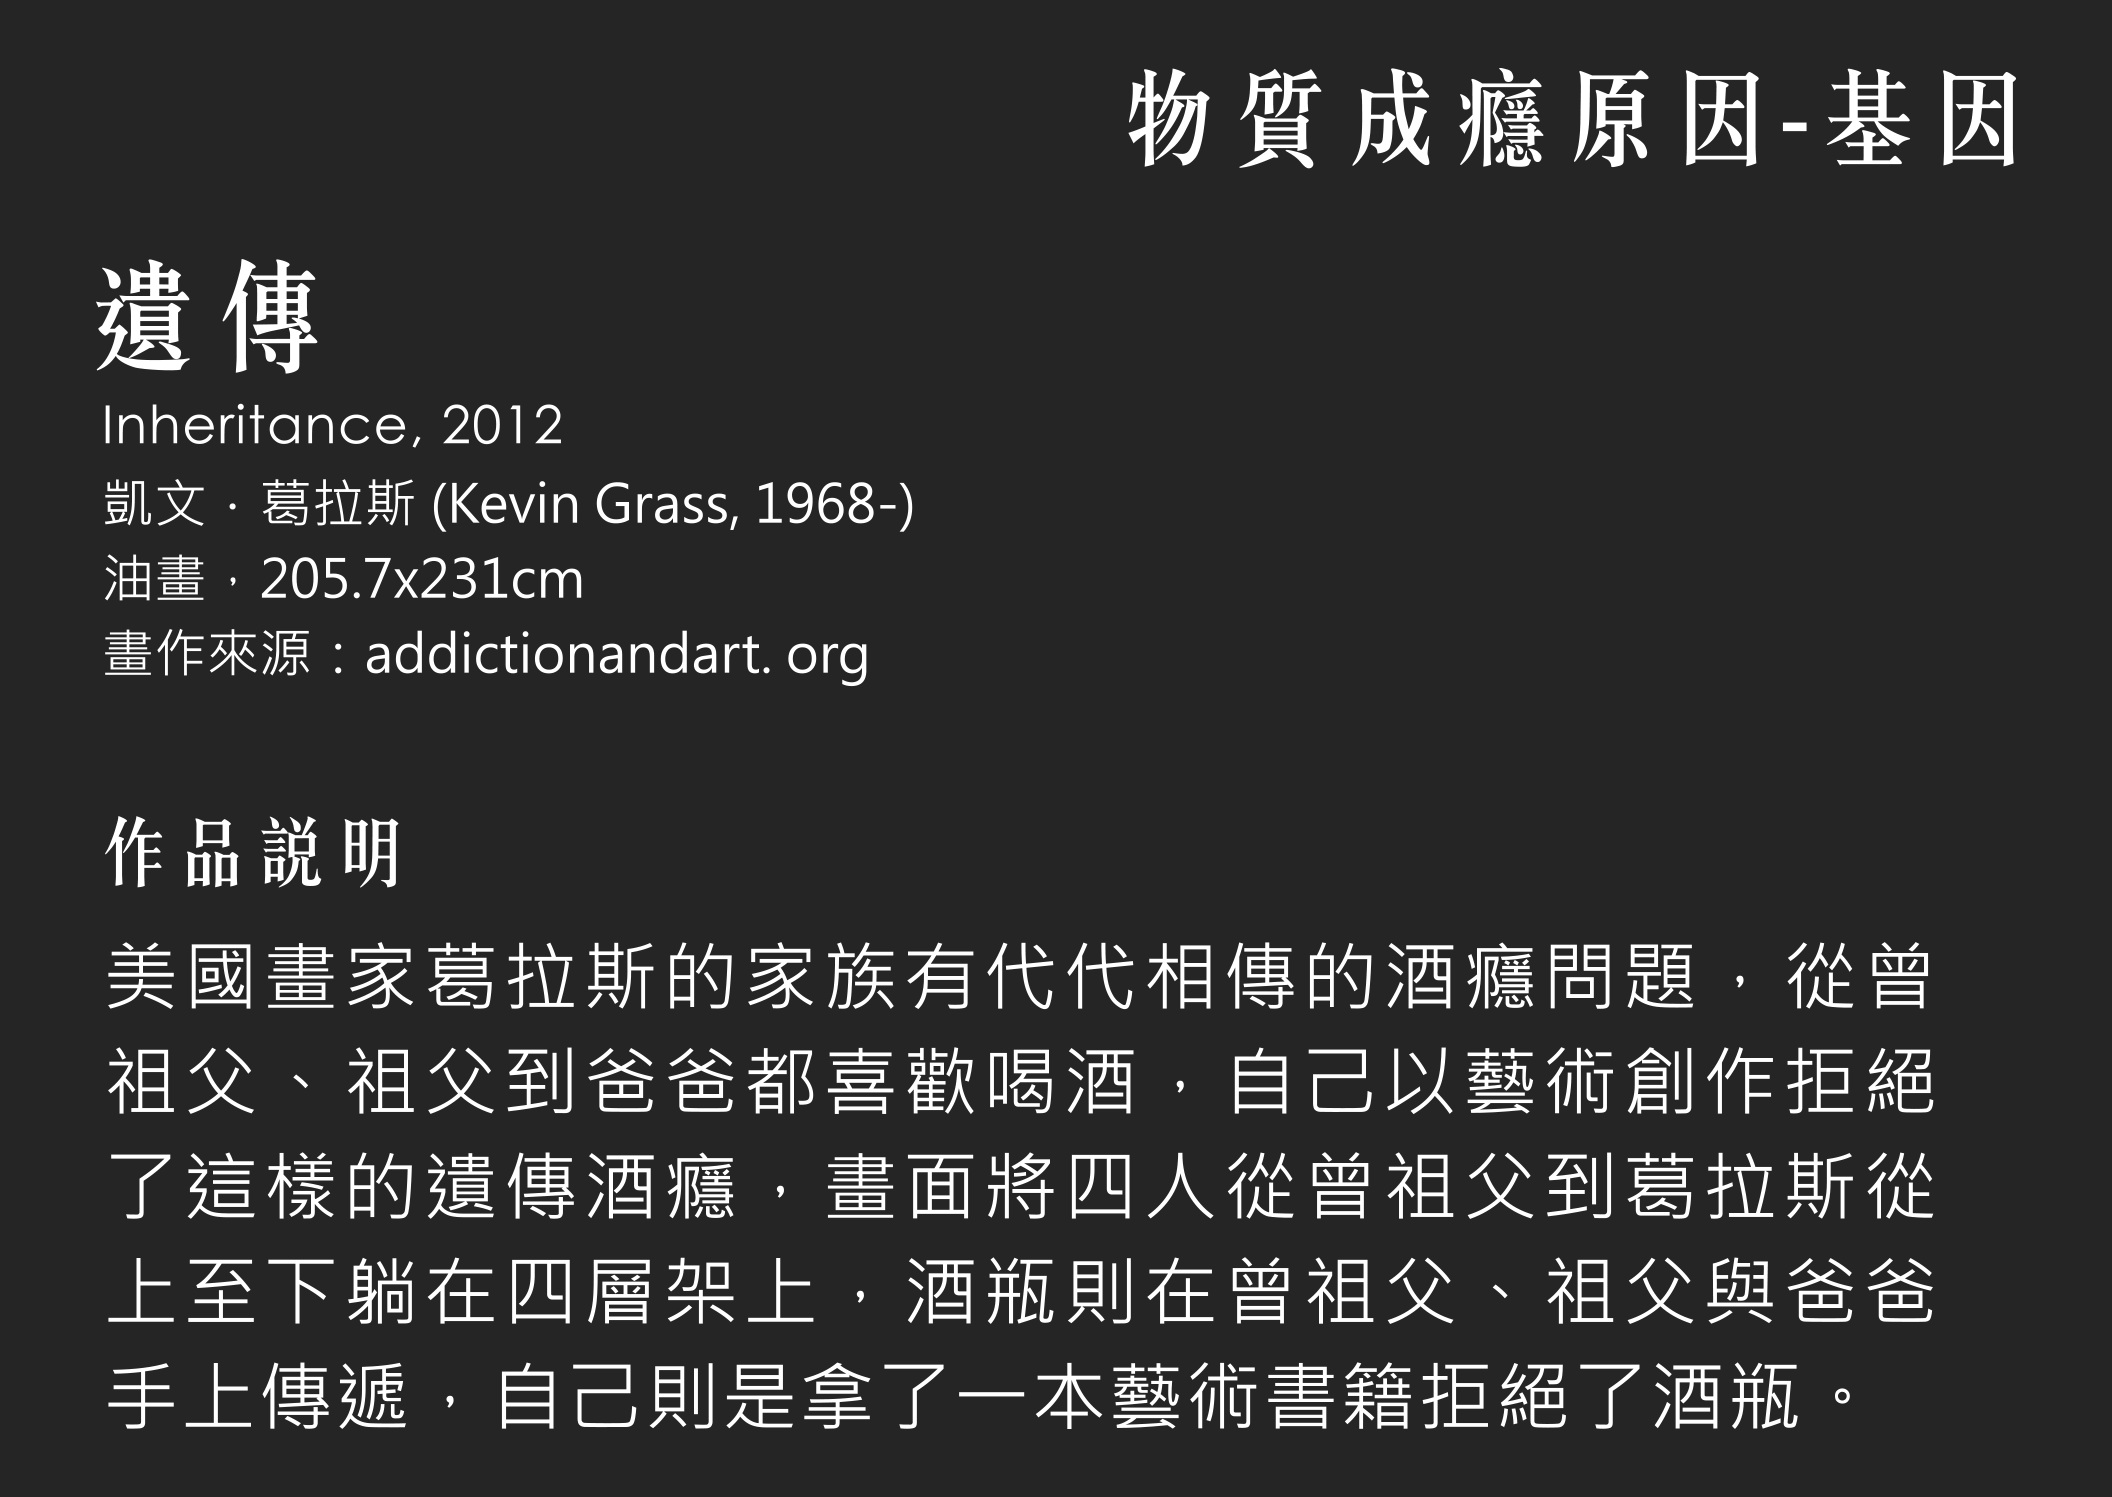 物質成癮原因-基因
遺傳
Inheritance, 2012
凱文．葛拉斯 (Kevin Grass, 1968-)
油畫，205.7x231cm
畫作來源：addictionandart. org
作品說明
美國畫家葛拉斯的家族有代代相傳的酒癮問題，從曾
祖父、祖父到爸爸都喜歡喝酒，自己以藝術創作拒絕
了這樣的遺傳酒癮，畫面將四人從曾祖父到葛拉斯從
上至下躺在四層架上，酒瓶則在曾祖父、祖父與爸爸
手上傳遞，自己則是拿了一本藝術書籍拒絕了酒瓶。